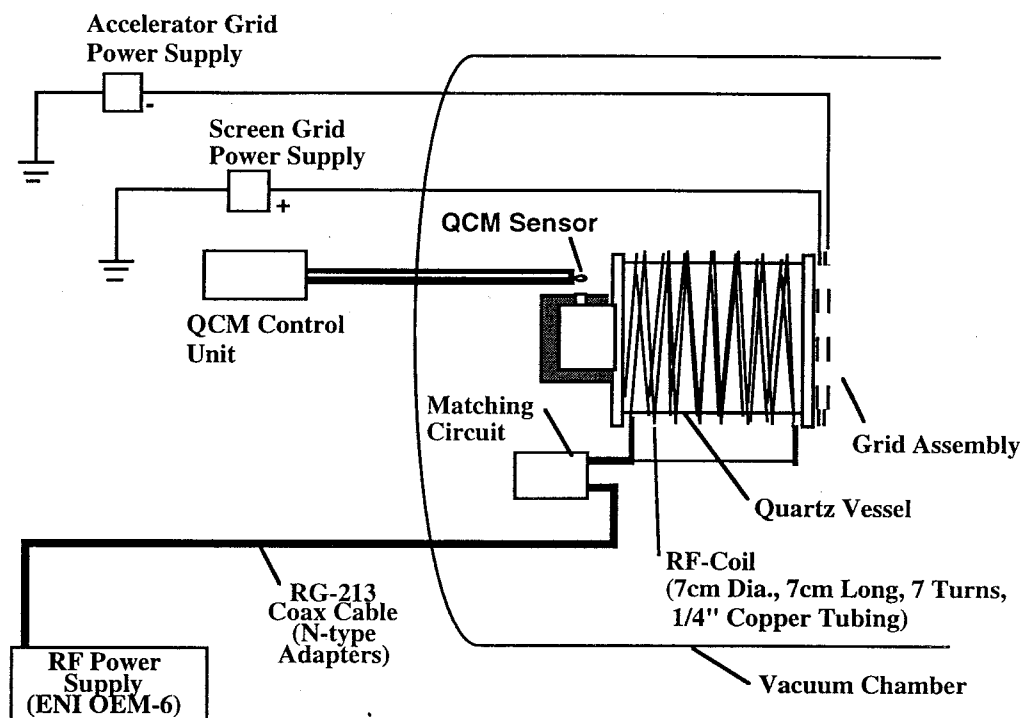 Accelerator Grid
Power Supply
-
Screen Grid
Power Supply
+
QCM Sensor
QCM Control
Unit
Matching
Circuit
Grid Assembly
Quartz Vessel
RF-Coil
(7cm Dia., 7cm Long, 7 Turns,
1/4" Copper Tubing)
RG-213
Coax Cable
(N-type
Adapters)
RF Power
Supply
(ENI OEM-6)
Vacuum Chamber